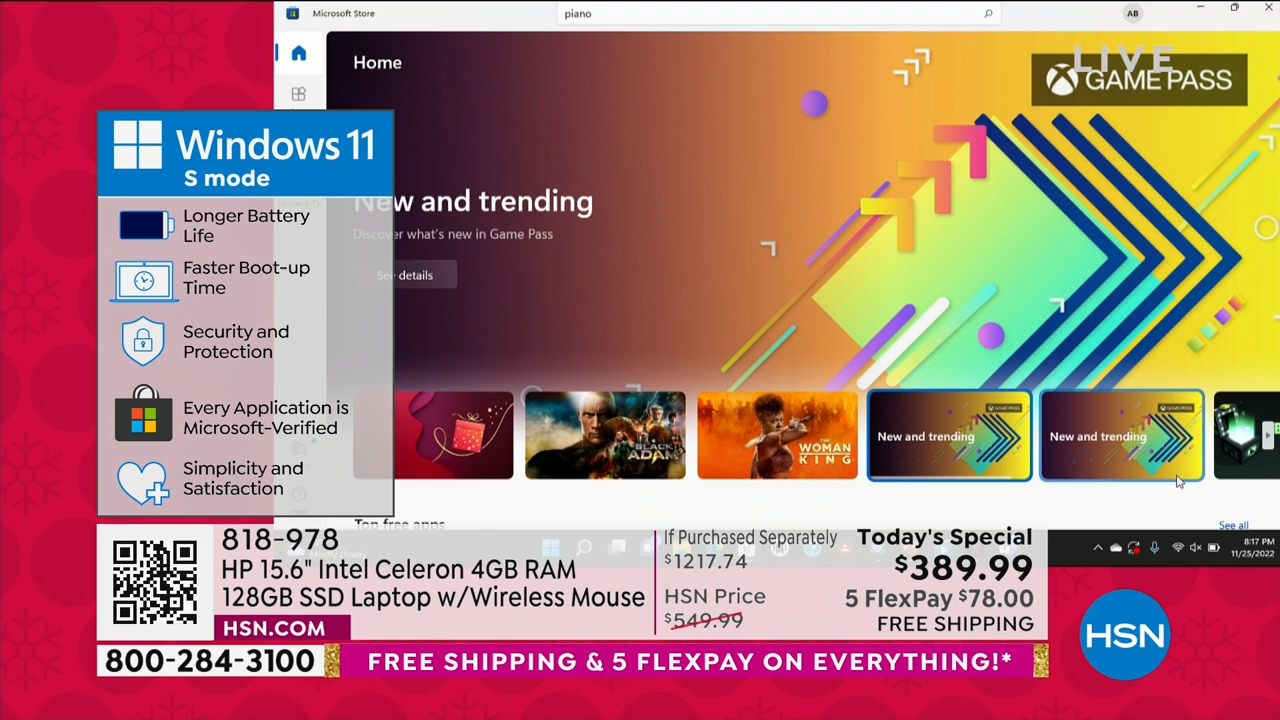 Microsoft Store
piano
AB
LIVE
Home
GAME PASS
Windows 11
S mode
Longer Battery
Life
Faster Boot-up
Time
Security and
Protection
Every Application is
Microsoft-Verified
Simplicity and
Satisfaction
New and trending
Discover what's new in Game Pass
See details
BLACK
ADAM
THE
WOMAN
KING
GAME PASS
New and trending
GAME PASS
New and trending
Top free apps
See all
8:17 PM
11/25/2022
818-978
HP 15.6" Intel Celeron 4GB RAM
128GB SSD Laptop w/Wireless Mouse
HSN.COM
If Purchased Separately
$1217.74
HSN Price
$549.99
Today's Special
$389.99
5 FlexPay $78.00
FREE SHIPPING
HSN
800-284-3100
FREE SHIPPING & 5 FLEXPAY ON EVERYTHING!*